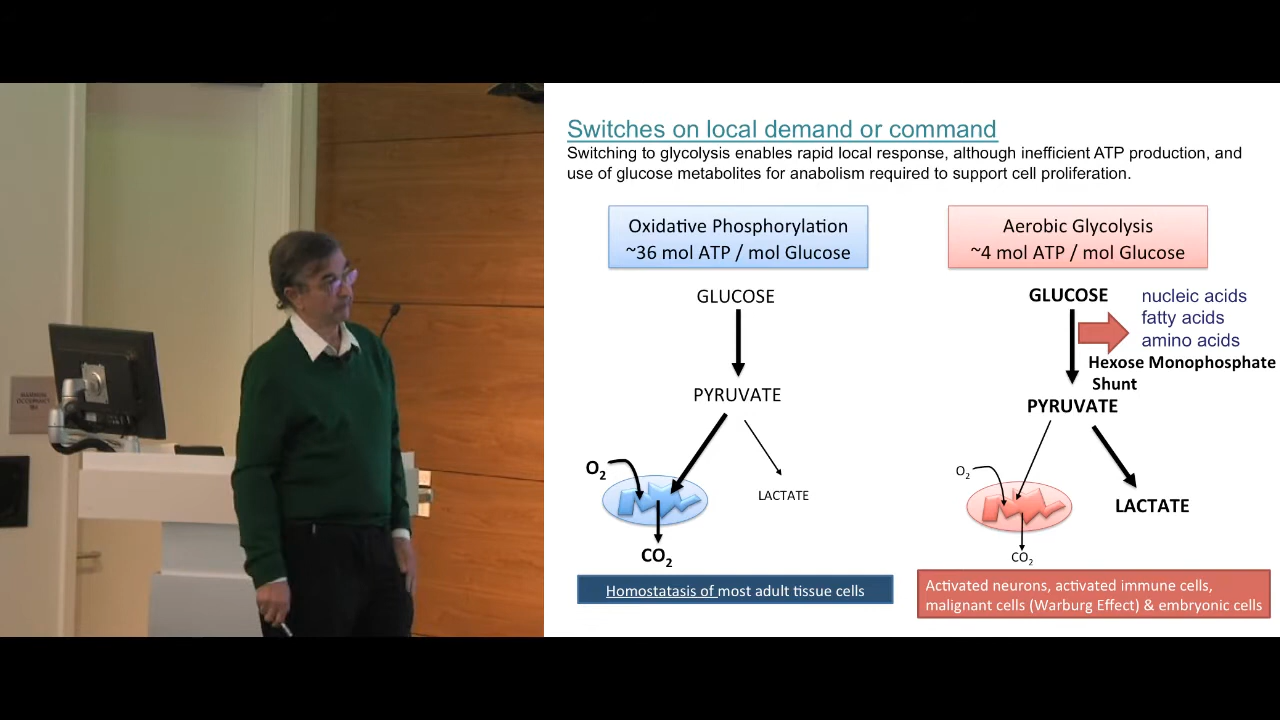 Switches on local demand or command
Switching to glycolysis enables rapid local response, although inefficient ATP production, and
use of glucose metabolites for anabolism required to support cell proliferation.
Oxidative Phosphorylation
~36 mol ATP / mol Glucose
GLUCOSE
PYRUVATE
O2
LACTATE
CO2
Homostatasis of most adult tissue cells
Aerobic Glycolysis
~4 mol ATP / mol Glucose
GLUCOSE
nucleic acids
fatty acids
amino acids
Hexose Monophosphate
Shunt
PYRUVATE
O2
LACTATE
CO2
Activated neurons, activated immune cells,
malignant cells (Warburg Effect) & embryonic cells
MAXIMUM
OCCUPANCY